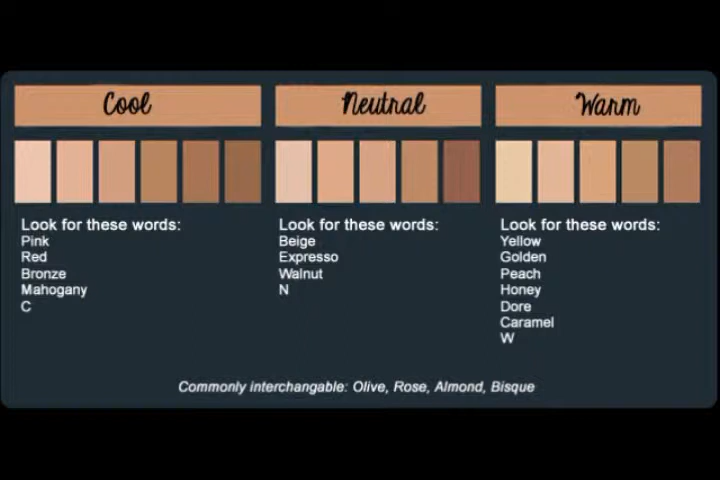 Cool
Look for these words:
Pink
Red
Bronze
Mahogany
C
Neutral
Look for these words:
Beige
Expresso
Walnut
N
Warm
Look for these words:
Yellow
Golden
Peach
Honey
Dore
Caramel
W
Commonly interchangable: Olive, Rose, Almond, Bisque